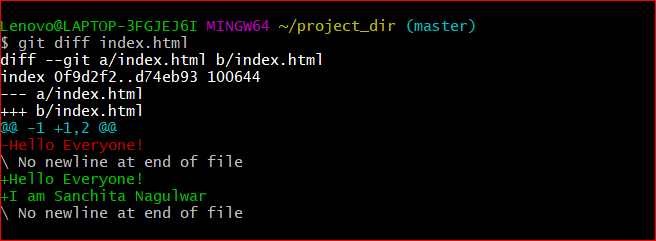 Lenovo@LAPTOP-3FGJEJ6I MINGW64 ~/project_dir (master)
$ git diff index.html
diff --git a/index.html b/index.html
index 0f9d2f2..d74eb93 100644
--- a/index.html
+++ b/index.html
@@ -1 +1,2 @@
-Hello Everyone!
\ No newline at end of file
+Hello Everyone!
+I am Sanchita Nagulwar
\ No newline at end of file